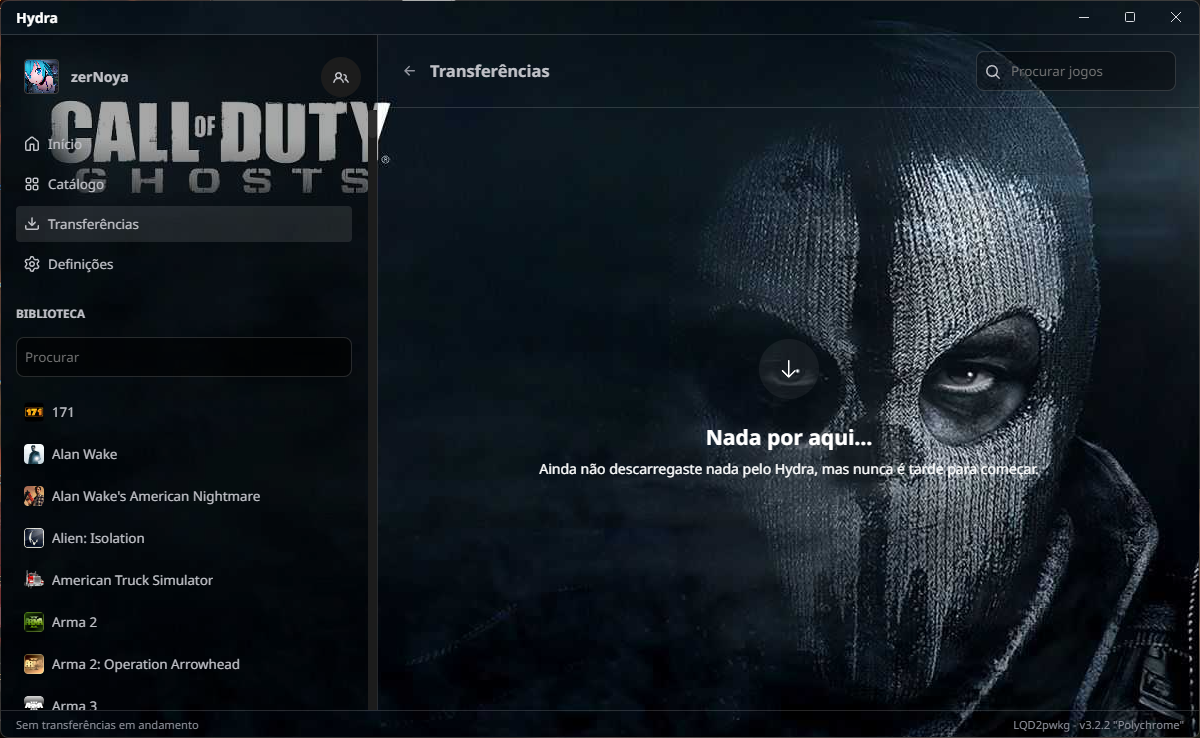 Hydra
zerNoya
CALL OF DUTY®
GHOSTS
Início
Catálogo
Transferências
Definições
BIBLIOTECA
Procurar
171
Alan Wake
Alan Wake's American Nightmare
Alien: Isolation
American Truck Simulator
Arma 2
Arma 2: Operation Arrowhead
Arma 3
Transferências
Procurar jogos
Nada por aqui...
Ainda não descarregaste nada pelo Hydra, mas nunca é tarde para começar.
Sem transferências em andamento
LQD2pwkg - v3.2.2 "Polychrome"